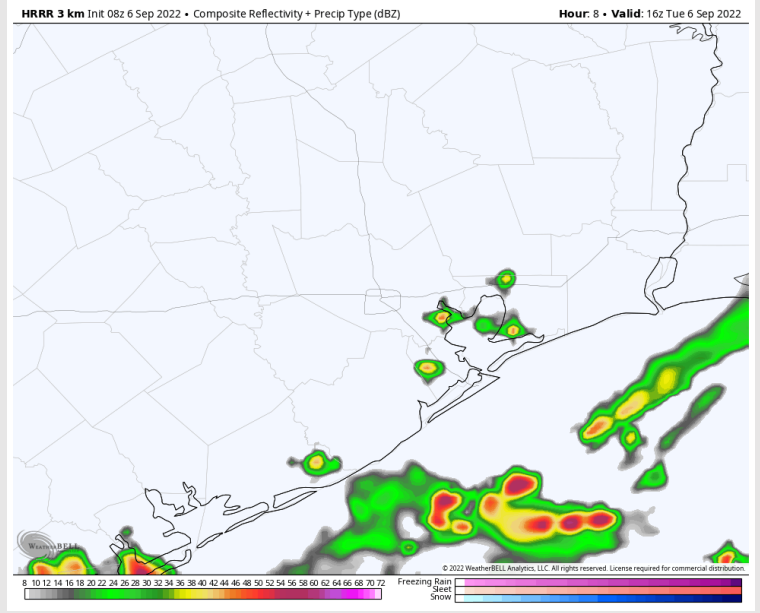 HRRR 3 km Init 08z 6 Sep 2022 • Composite Reflectivity + Precip Type (dBZ) Hour: 8 • Valid: 16z Tue 6 Sep 2022
WEATHERBELL
© 2022 WeatherBELL Analytics, LLC. All rights reserved. License required for commercial distribution.
8 10 12 14 16 18 20 22 24 26 28 30 32 34 36 38 40 42 44 46 48 50 52 54 56 58 60 62 64 66 68 70 72
Freezing Rain
Sleet
Snow